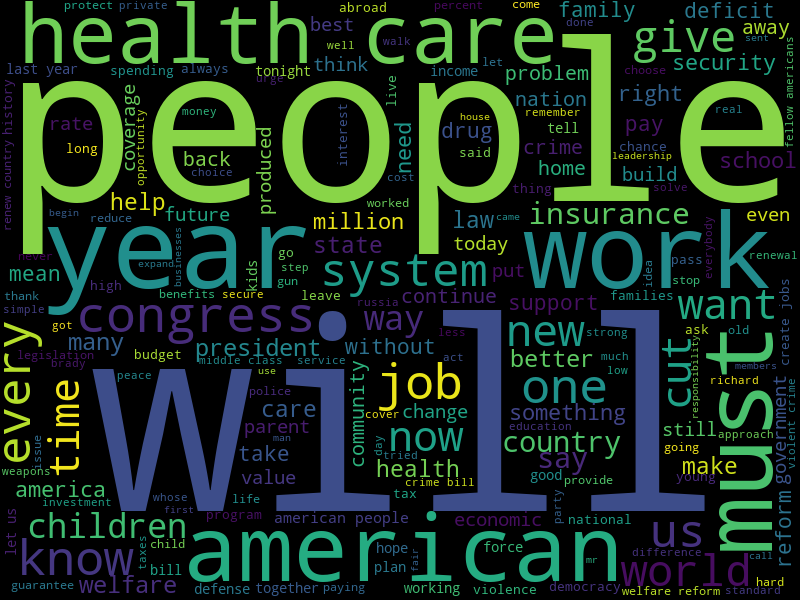 protect private
abroad
percent
come
health care
family
deficit
best
well
walk
done
give
away
sent
fellow americans
last year
spending
always
tonight
think
income
let
problem
security
choose
urge
people
history
coverage
opportunity
money
live
nation
right
real
rate
produced
interest
drug
house
remember
tell
pay
chance
long
back
choice
need
said
crime
leadership
school
cost
home
build
solve
renew country
help
worked
thing
begin
reduce
future
million
law
came
insurance
even
year
state
today
work
never
businesses
go
system
put
idea
pass
everybody
renewal
mean
expand
kids
step
gun
high
stop
thank
benefits
secure
leave
russia
continue
families
want
simple
congress
way
support
got
less
new
strong
ask
old
create jobs
many
president
without
legislation
brady
budget
middle class
service
act
better
much
cut
responsibility
members
every
peace
use
job
low
one
richard
must
time
will
police
care
community
cover
change
something
parent
man
day
now
education
country
still
approach
government
violent crime
issue
take
tried
say
going
weapons
value
health
good
make
america
whose
life
crime bill
provide
young
investment
first
tax
party
let us
program
american people
economic
national
us
reform
children
know
taxes
child
american
hope
fair
force
difference
call
bill
plan
mr
world
guarantee
welfare
defense
together
paying
working
violence
democracy
welfare reform
standard
hard